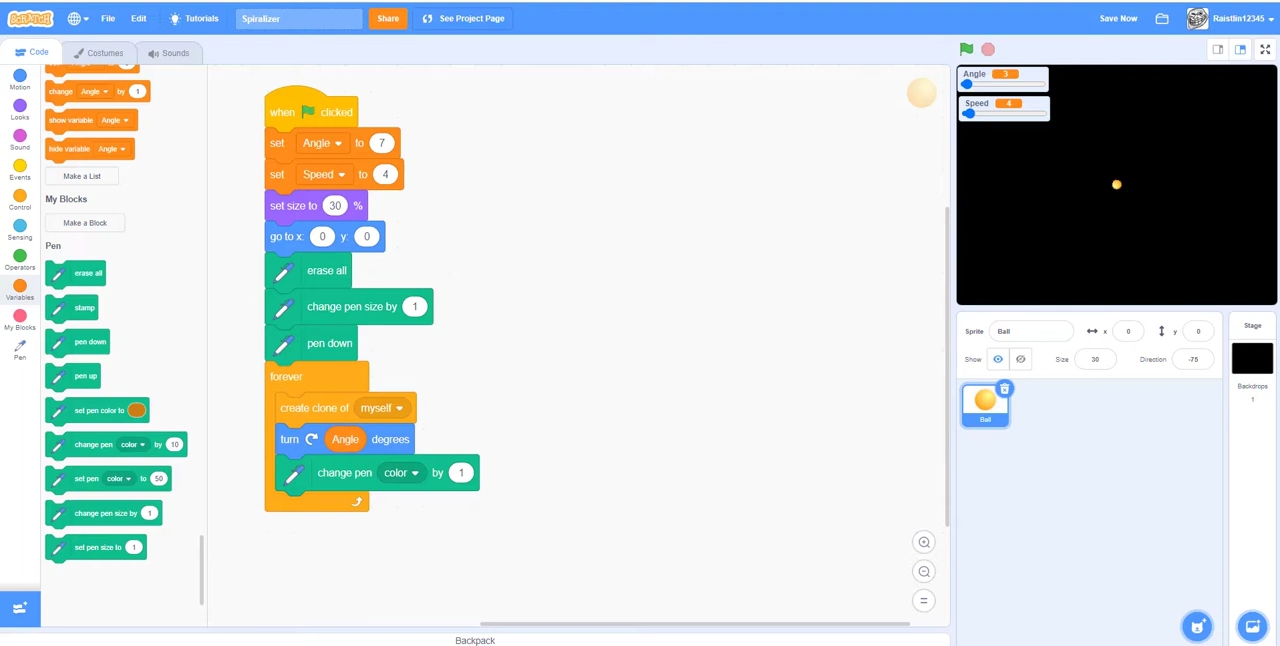 SCRATCH File Edit Tutorials Spiralizer Share See Project Page Save Now Raistlin12345
Code Costumes Sounds
Motion
Looks
Sound
Events
Control
Sensing
Operators
Variables
My Blocks
Pen
change Angle by 1
show variable Angle
hide variable Angle
Make a List
My Blocks
Make a Block
Pen
erase all
stamp
pen down
pen up
set pen color to
change pen color by 10
set pen color to 50
change pen size by 1
set pen size to 1
when clicked
set Angle to 7
set Speed to 4
set size to 30 %
go to x: 0 y: 0
erase all
change pen size by 1
pen down
forever
create clone of myself
turn Angle degrees
change pen color by 1
Backpack
Angle 3
Speed 4
Sprite Ball x 0 y 0
Show Size 30 Direction -75
Ball
Stage
Backdrops
1